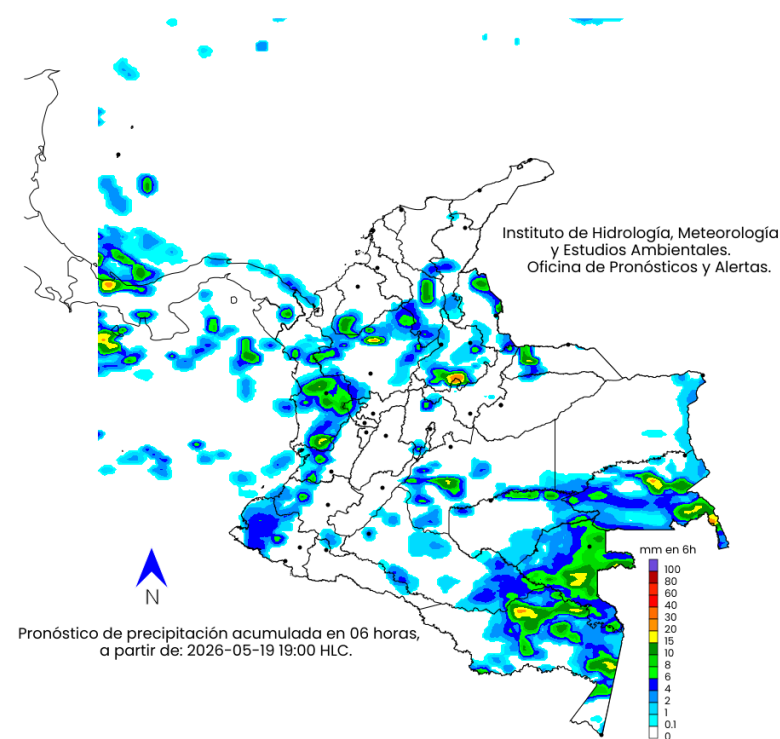 Instituto de Hidrología, Meteorología
y Estudios Ambientales.
Oficina de Pronósticos y Alertas.
mm en 6h
100
80
60
40
30
20
15
10
8
6
4
2
1
0.1
0
N
Pronóstico de precipitación acumulada en 06 horas,
a partir de: 2026-05-19 19:00 HLC.